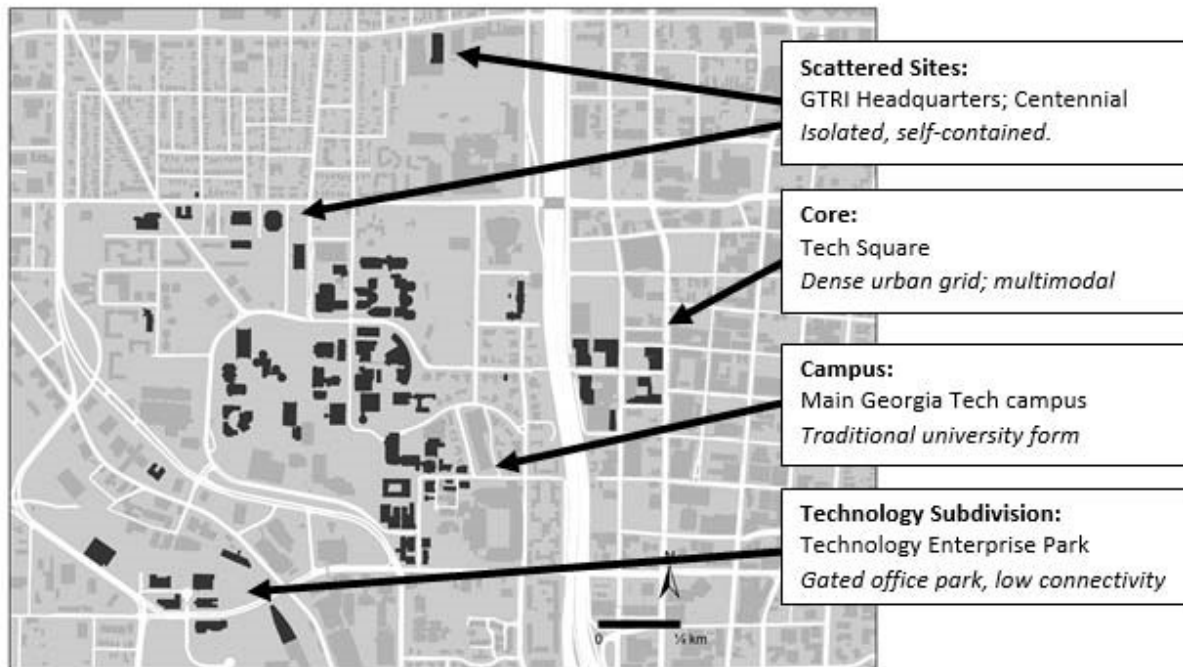 Scattered Sites:
GTRI Headquarters; Centennial
Isolated, self-contained.
Core:
Tech Square
Dense urban grid; multimodal
Campus:
Main Georgia Tech campus
Traditional university form
Technology Subdivision:
Technology Enterprise Park
Gated office park, low connectivity
N
0 ¼ km